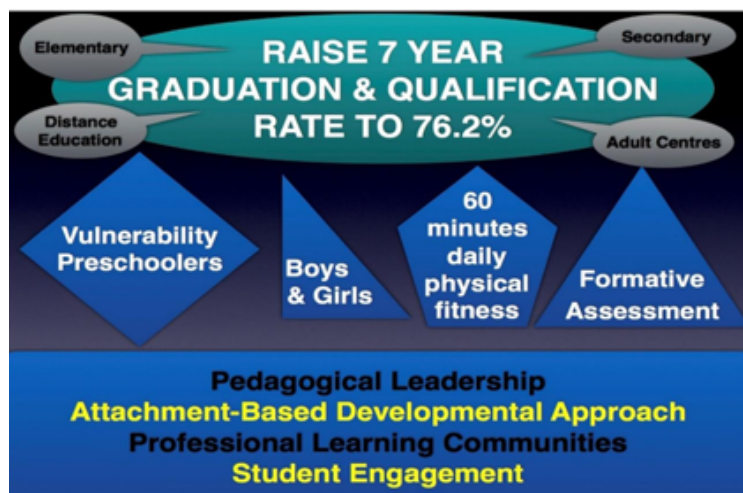 Elementary
Secondary
RAISE 7 YEAR
GRADUATION & QUALIFICATION
RATE TO 76.2%
Distance
Education
Adult Centres
Vulnerability
Preschoolers
Boys
& Girls
60
minutes
daily
physical
fitness
Formative
Assessment
Pedagogical Leadership
Attachment-Based Developmental Approach
Professional Learning Communities
Student Engagement